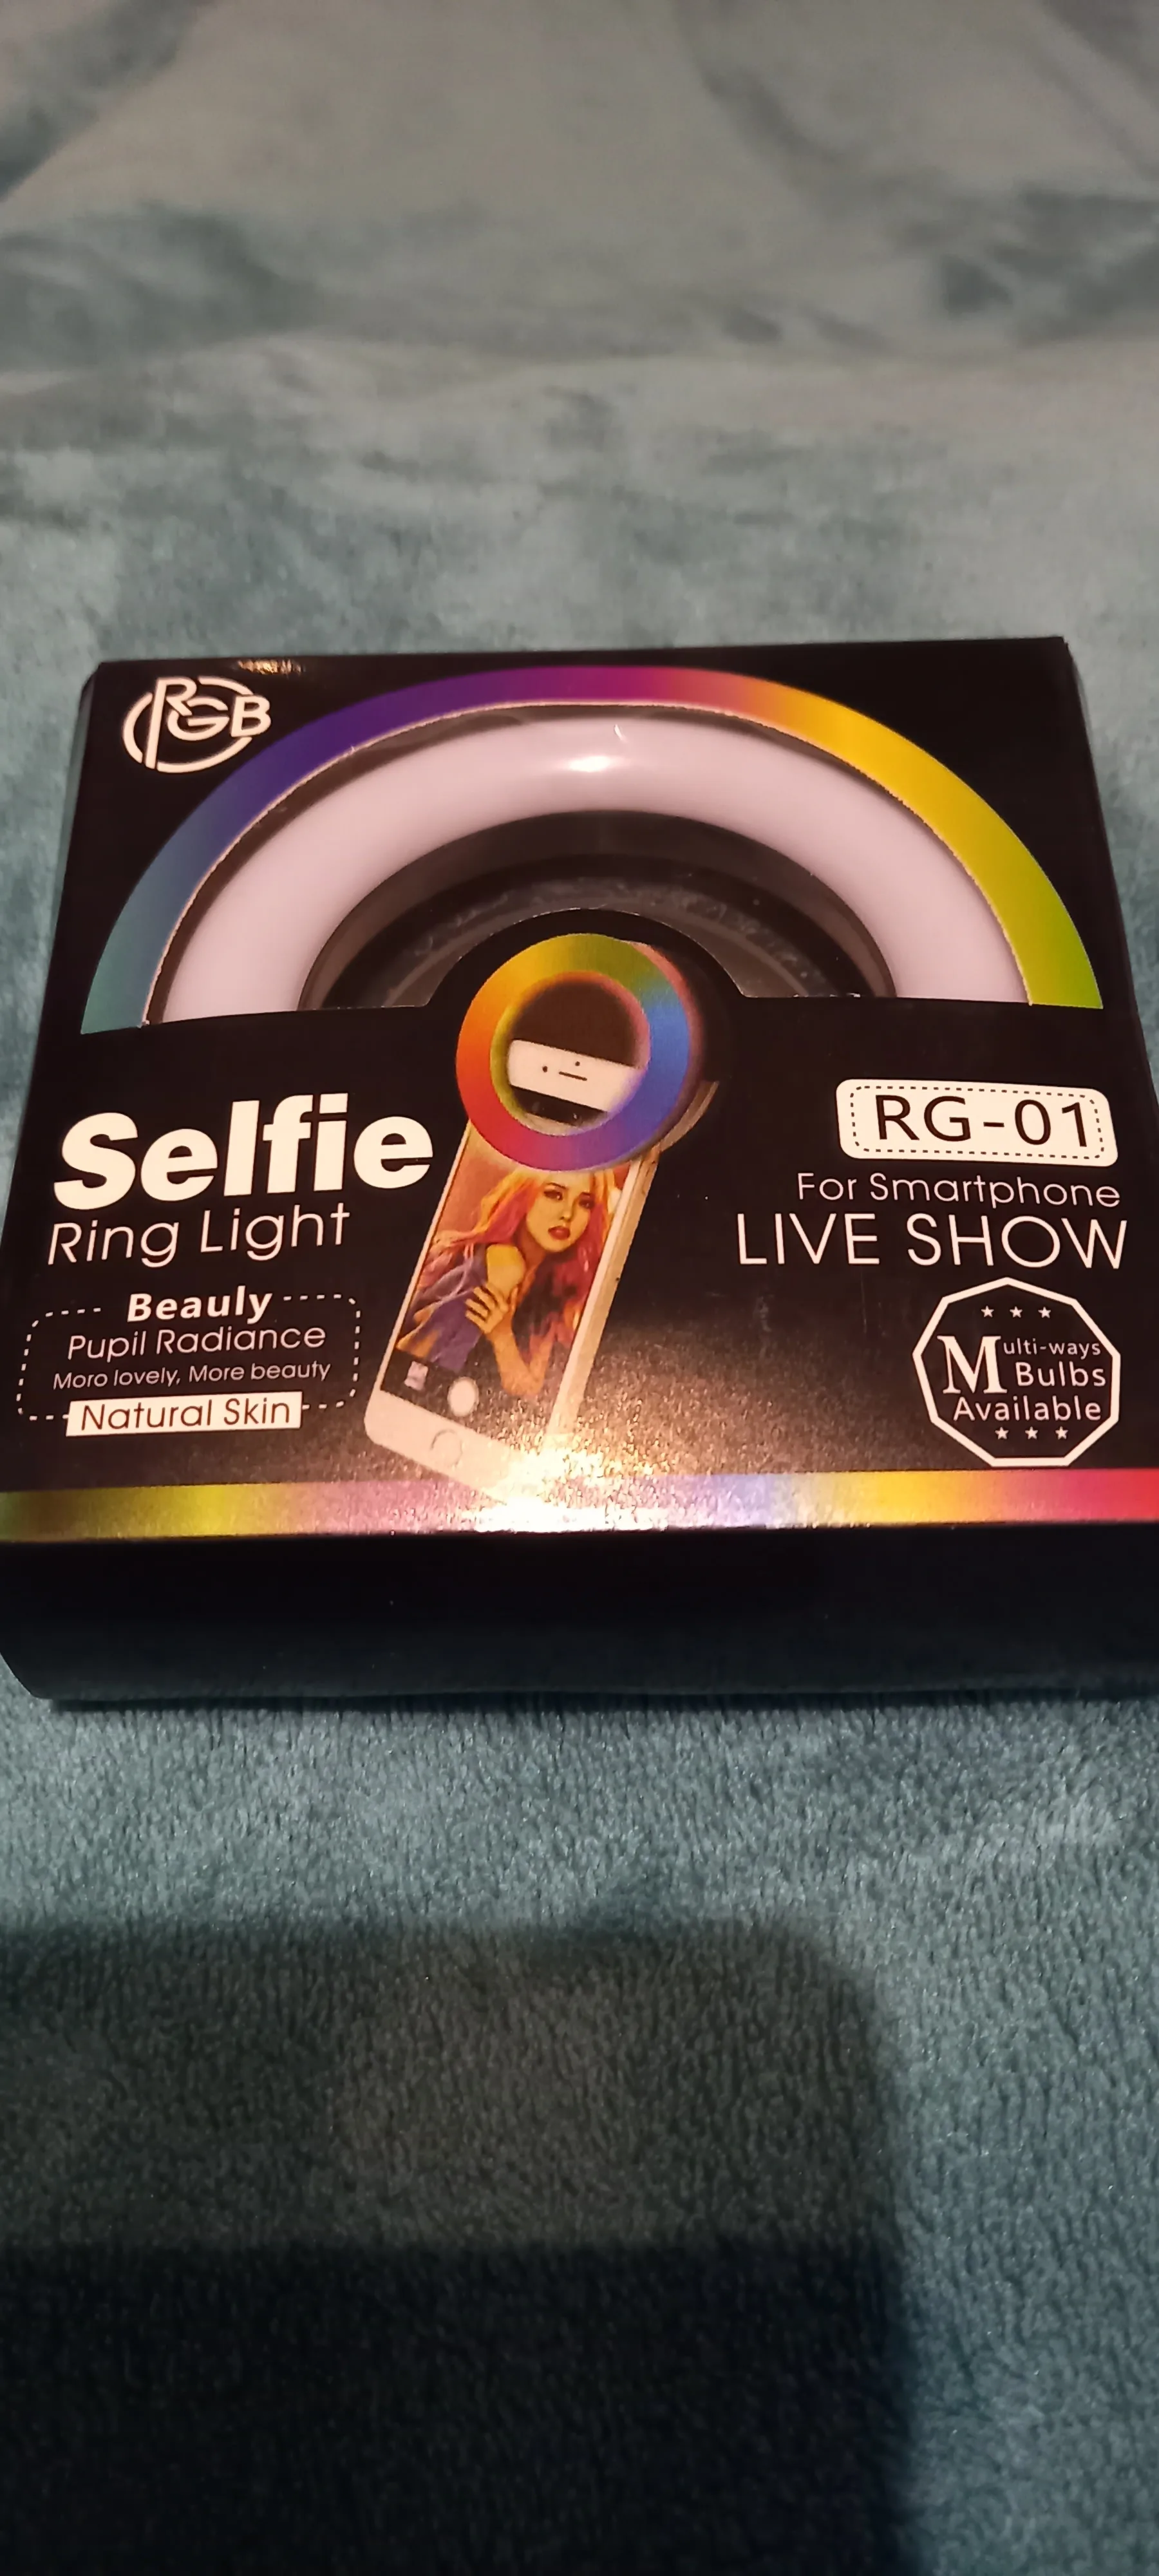 RGB
Selfie
Ring Light
Beauly
Pupil Radiance
Moro lovely, More beauty
Natural Skin
RG-01
For Smartphone
LIVE SHOW
Multi-ways
Bulbs
Available